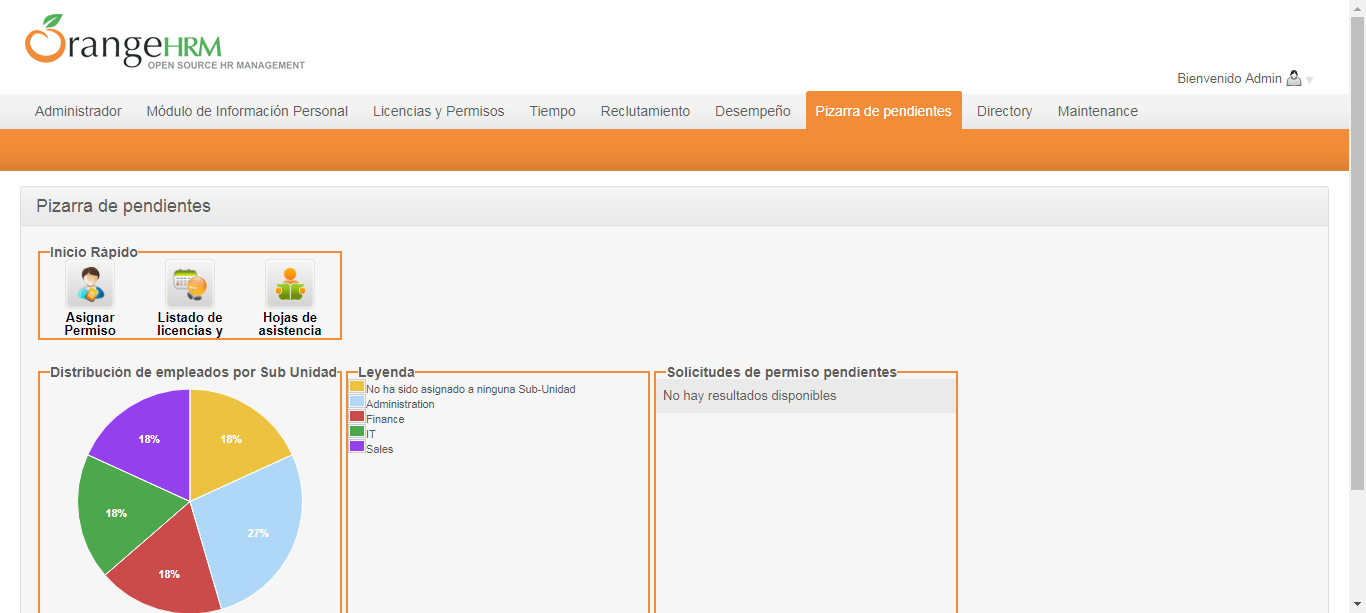 OrangeHRM
OPEN SOURCE HR MANAGEMENT
Bienvenido Admin
Administrador Módulo de Información Personal Licencias y Permisos Tiempo Reclutamiento Desempeño Pizarra de pendientes Directory Maintenance
Pizarra de pendientes
Inicio Rápido
Asignar Permiso
Listado de licencias y
Hojas de asistencia
Distribución de empleados por Sub Unidad
18%
18%
27%
18%
18%
Leyenda
No ha sido asignado a ninguna Sub-Unidad
Administration
Finance
IT
Sales
Solicitudes de permiso pendientes
No hay resultados disponibles